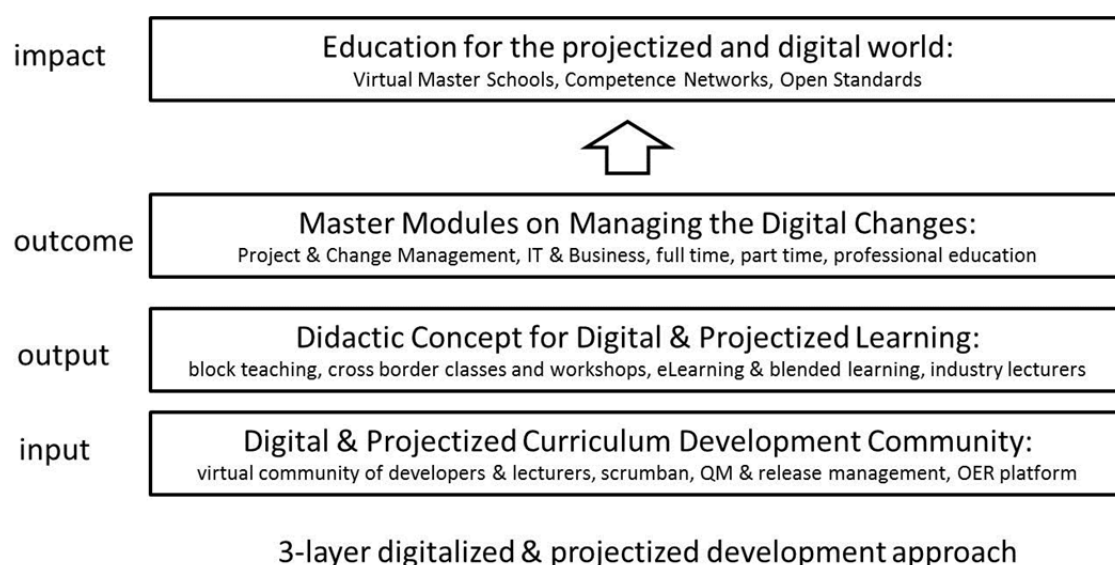 impact
Education for the projectized and digital world:
Virtual Master Schools, Competence Networks, Open Standards
outcome
Master Modules on Managing the Digital Changes:
Project & Change Management, IT & Business, full time, part time, professional education
output
Didactic Concept for Digital & Projectized Learning:
block teaching, cross border classes and workshops, eLearning & blended learning, industry lecturers
input
Digital & Projectized Curriculum Development Community:
virtual community of developers & lecturers, scrumban, QM & release management, OER platform
3-layer digitalized & projectized development approach